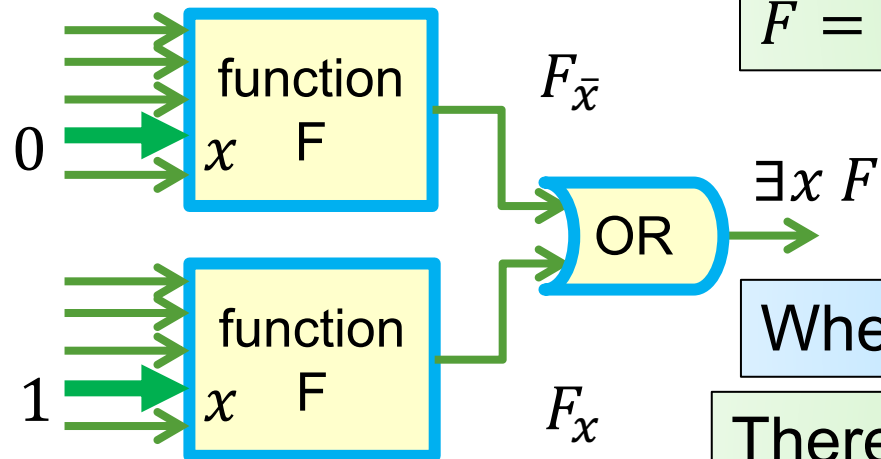 F =
function
F
x
0
F_x̄
OR
∃x F
function
F
x
1
F_x
Whe
There